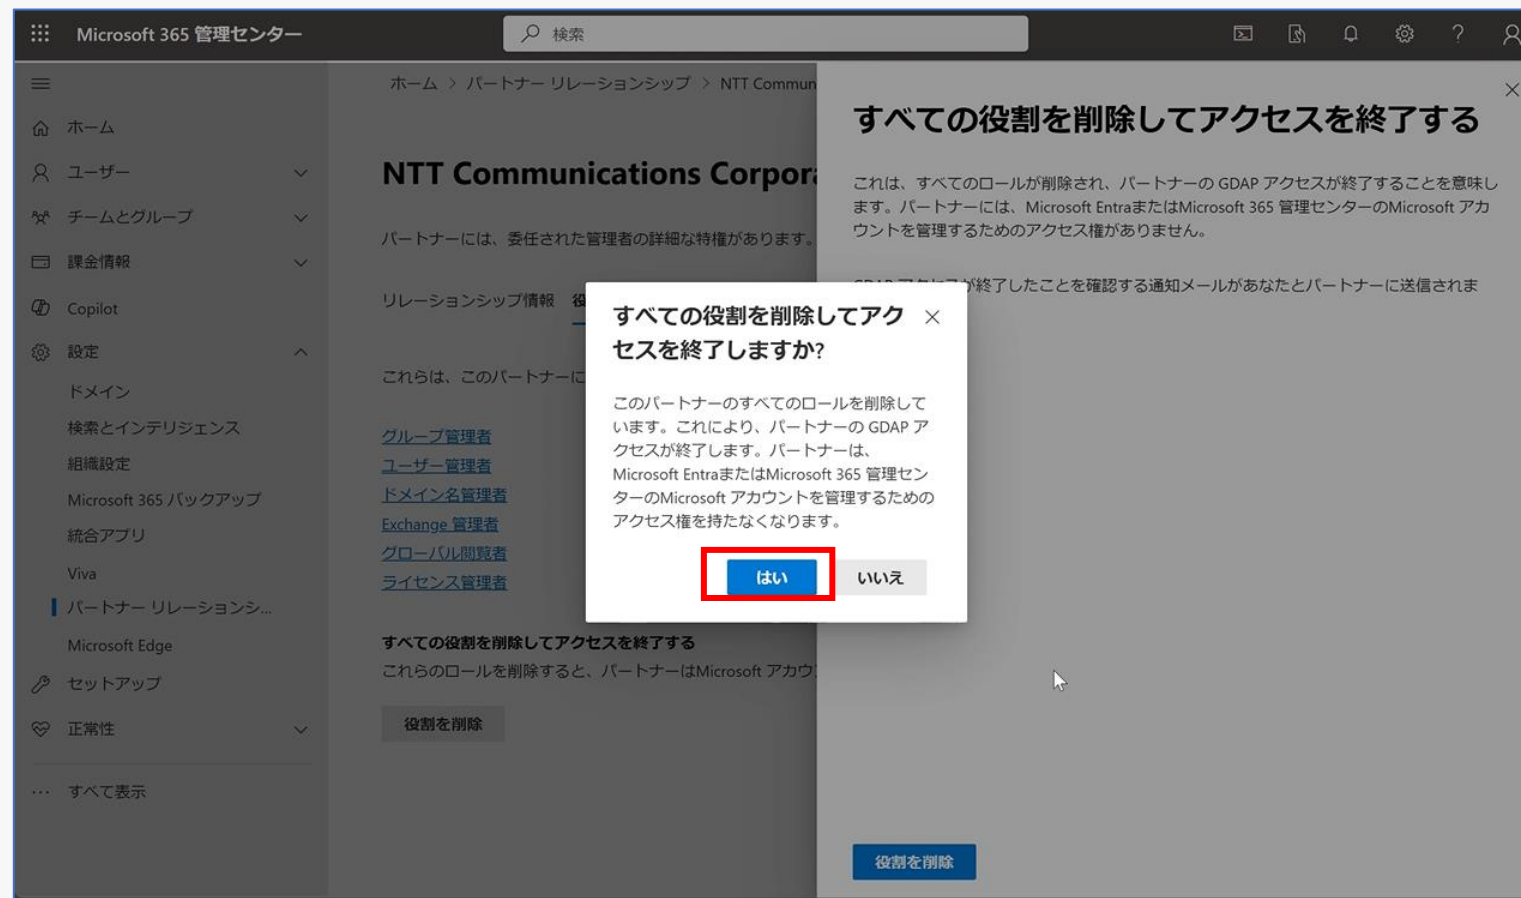 Microsoft 365 管理センター
検索
ホーム
ユーザー
チームとグループ
課金情報
Copilot
設定
ドメイン
検索とインテリジェンス
組織設定
Microsoft 365 バックアップ
統合アプリ
Viva
パートナー リレーションシ...
Microsoft Edge
セットアップ
正常性
すべて表示
ホーム > パートナー リレーションシップ > NTT Commun
NTT Communications Corpora
パートナーには、委任された管理者の詳細な特権があります。
リレーションシップ情報 役
これらは、このパートナーに
グループ管理者
ユーザー管理者
ドメイン名管理者
Exchange 管理者
グローバル閲覧者
ライセンス管理者
すべての役割を削除してアクセスを終了する
これらのロールを削除すると、パートナーはMicrosoft アカウ
役割を削除
すべての役割を削除してアク
セスを終了しますか?
このパートナーのすべてのロールを削除して
います。これにより、パートナーの GDAP ア
クセスが終了します。パートナーは、
Microsoft EntraまたはMicrosoft 365 管理セン
ターのMicrosoft アカウントを管理するための
アクセス権を持たなくなります。
はい
いいえ
すべての役割を削除してアクセスを終了する
これは、すべてのロールが削除され、パートナーの GDAP アクセスが終了することを意味し
ます。パートナーには、Microsoft EntraまたはMicrosoft 365 管理センターのMicrosoft アカ
ウントを管理するためのアクセス権がありません。
GDAP アクセスが終了したことを確認する通知メールがあなたとパートナーに送信されま
役割を削除